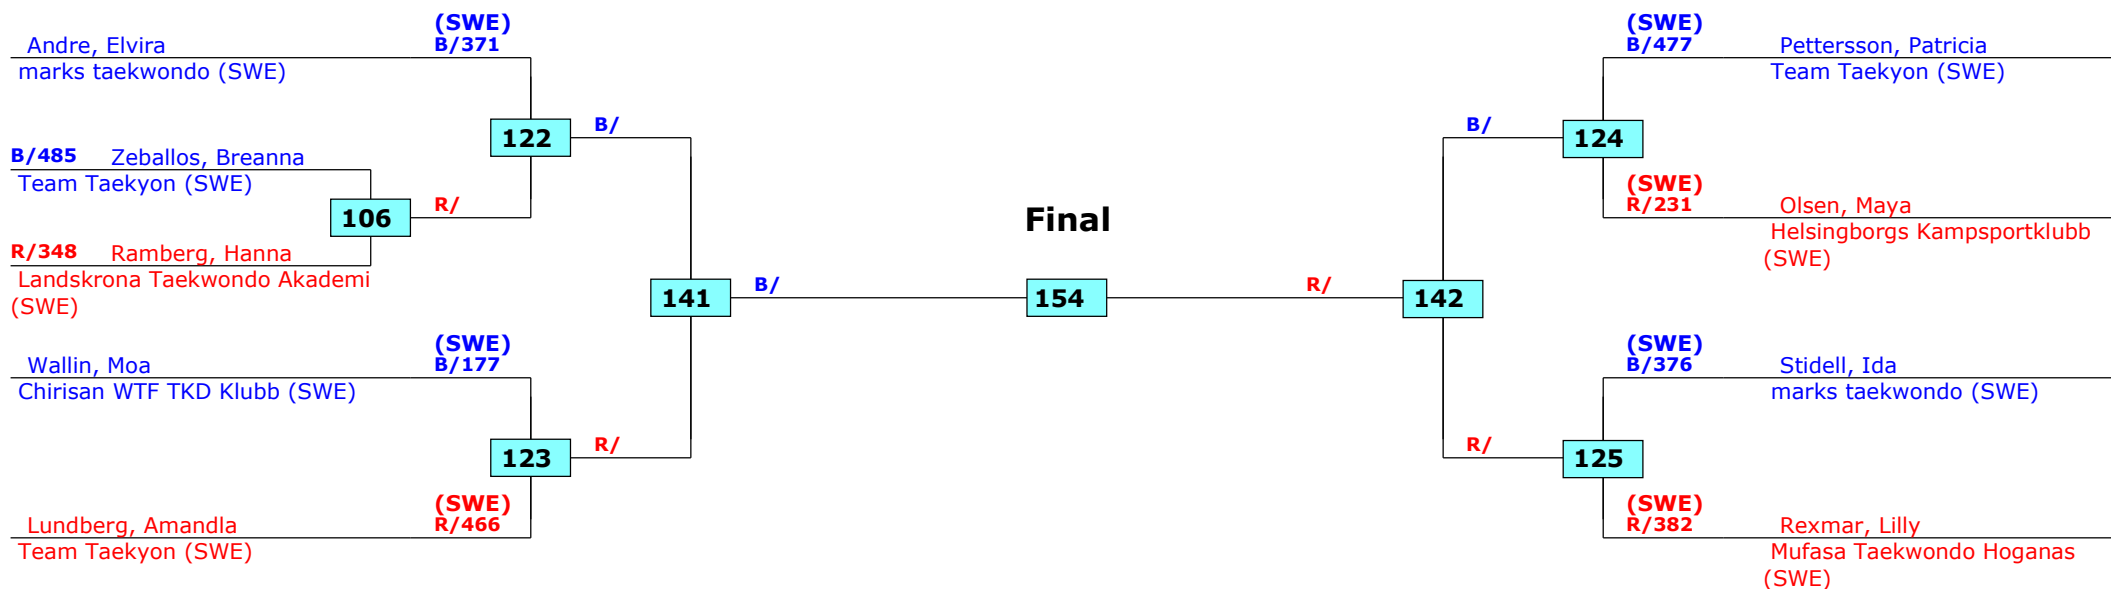 (SWE)
Andre, Elvira B/371
marks taekwondo (SWE)
122
B/
B/485 Zeballos, Breanna
Team Taekyon (SWE)
106
R/
R/348 Ramberg, Hanna
Landskrona Taekwondo Akademi
(SWE)
141
B/
(SWE)
Wallin, Moa B/177
Chirisan WTF TKD Klubb (SWE)
123
R/
(SWE)
Lundberg, Amandla R/466
Team Taekyon (SWE)
Final
154
(SWE)
B/477 Pettersson, Patricia
Team Taekyon (SWE)
B/
124
(SWE)
R/231 Olsen, Maya
Helsingborgs Kampsportklubb
(SWE)
R/
142
(SWE)
B/376 Stidell, Ida
marks taekwondo (SWE)
R/
125
(SWE)
R/382 Rexmar, Lilly
Mufasa Taekwondo Hoganas
(SWE)